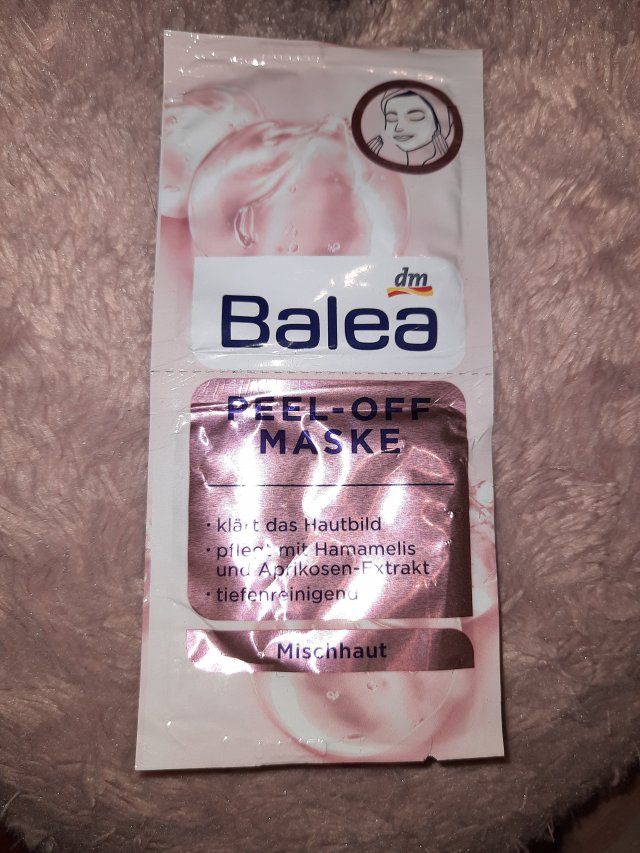 dm
Balea
PEEL-OFF
MASKE
· klärt das Hautbild
· pflegt mit Hamamelis
und Aprikosen-Extrakt
· tiefenreinigend
Mischhaut